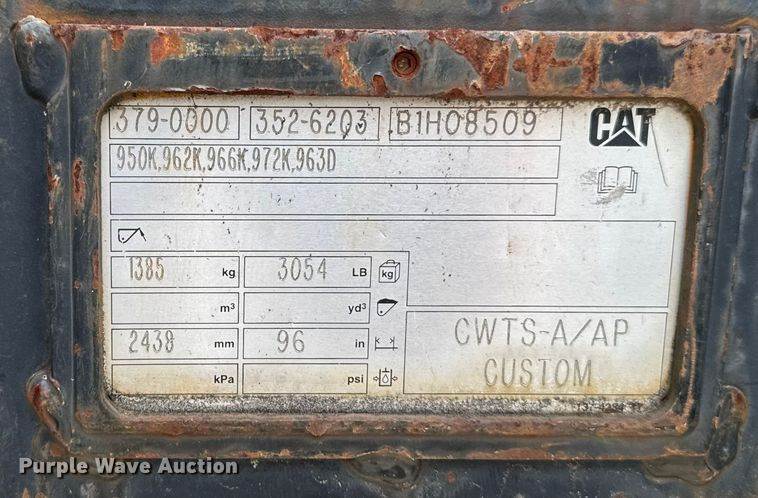 379-0000 352-6203 B1H08509 CAT
950K,962K,966K,972K,963D
1385 kg 3054 LB kg
m³ yd³
2438 mm 96 in
kPa psi
CWTS-A/AP
CUSTOM
Purple Wave Auction